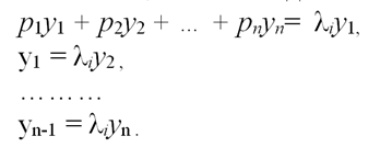 p₁y₁ + p₂y₂ + ... + pₙyₙ= λᵢy₁,
y₁ = λᵢy₂,
………
yₙ₋₁ = λᵢyₙ.